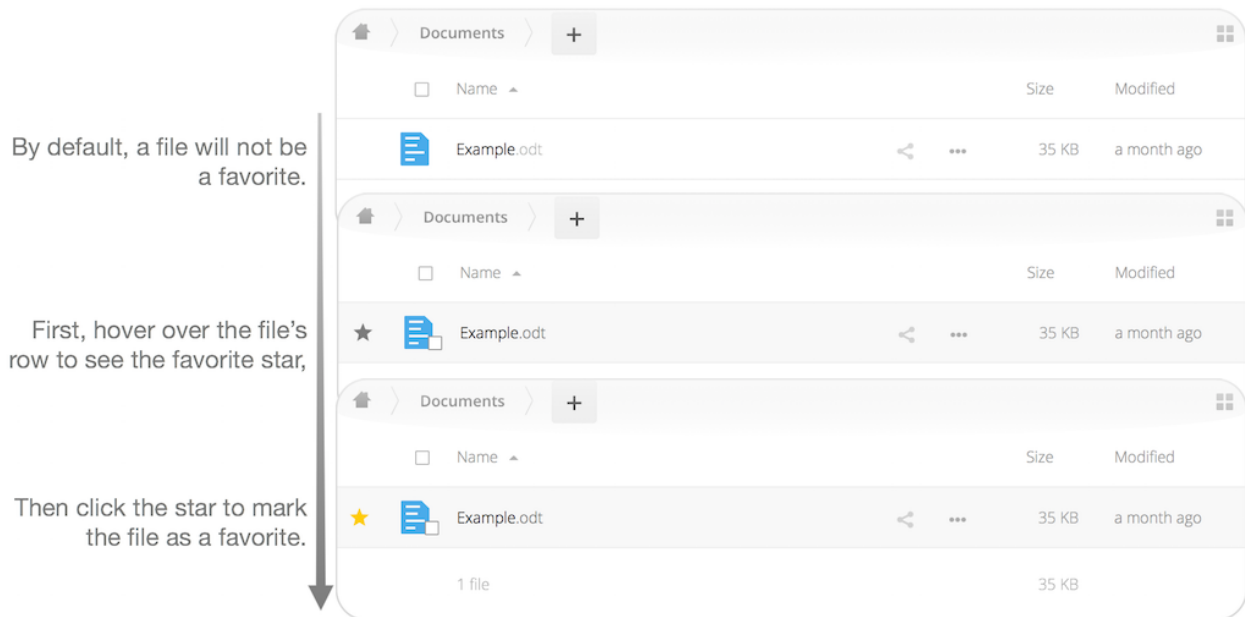 Documents +
Name Size Modified
By default, a file will not be
a favorite.
Example.odt 35 KB a month ago
Documents +
Name Size Modified
First, hover over the file’s
row to see the favorite star,
Example.odt 35 KB a month ago
Documents +
Name Size Modified
Then click the star to mark
the file as a favorite.
Example.odt 35 KB a month ago
1 file 35 KB